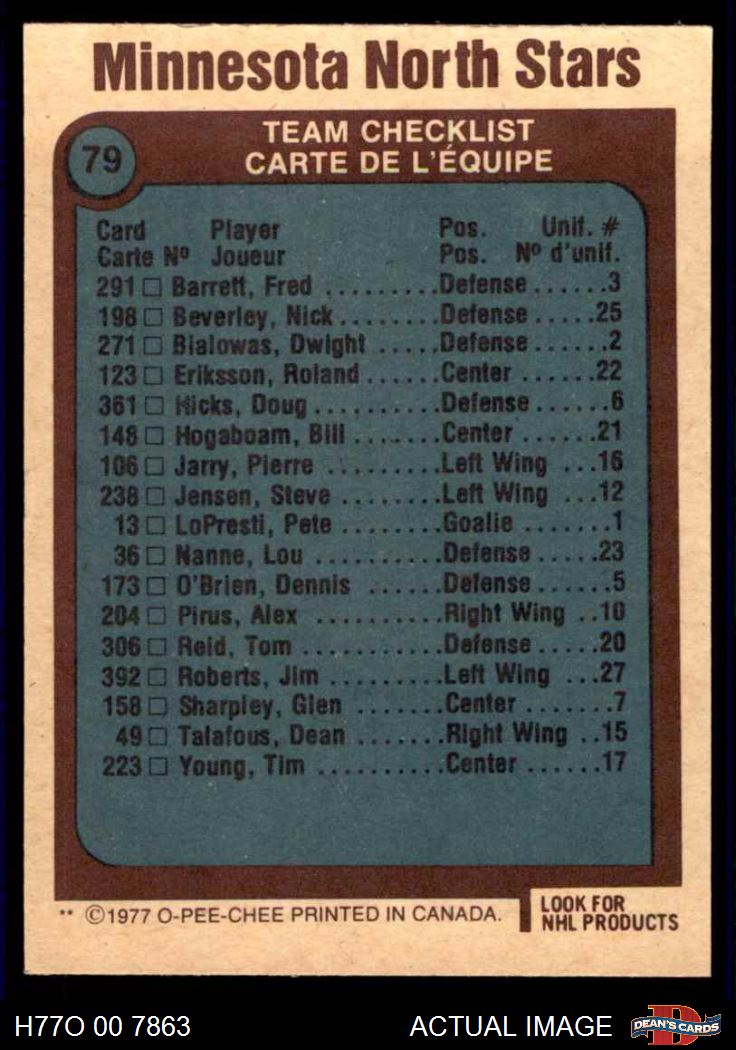 Minnesota North Stars
79
TEAM CHECKLIST
CARTE DE L'ÉQUIPE
Card Player Pos. Unif. #
Carte Nº Joueur Pos. Nº d'unif.
291 □ Barrett, Fred .........Defense......3
198 □ Beverley, Nick........Defense.....25
271 □ Bialowas, Dwight .....Defense......2
123 □ Eriksson, Roland......Center ......22
361 □ Hicks, Doug..........Defense......6
148 □ Hogaboam, Bill.......Center ......21
106 □ Jarry, Pierre .........Left Wing ...16
238 □ Jensen, Steve ........Left Wing ...12
13 □ LoPresti, Pete ........Goalie .......1
36 □ Nanne, Lou ..........Defense.....23
173 □ O'Brien, Dennis ......Defense......5
204 □ Pirus, Alex ..........Right Wing ..10
306 □ Reid, Tom ..........Defense.....20
392 □ Roberts, Jim ........Left Wing ...27
158 □ Sharpley, Glen .......Center .......7
49 □ Talafous, Dean .......Right Wing ..15
223 □ Young, Tim ..........Center ......17
** ©1977 O-PEE-CHEE PRINTED IN CANADA.
LOOK FOR
NHL PRODUCTS
H77O 00 7863 ACTUAL IMAGE
DEAN'S CARDS